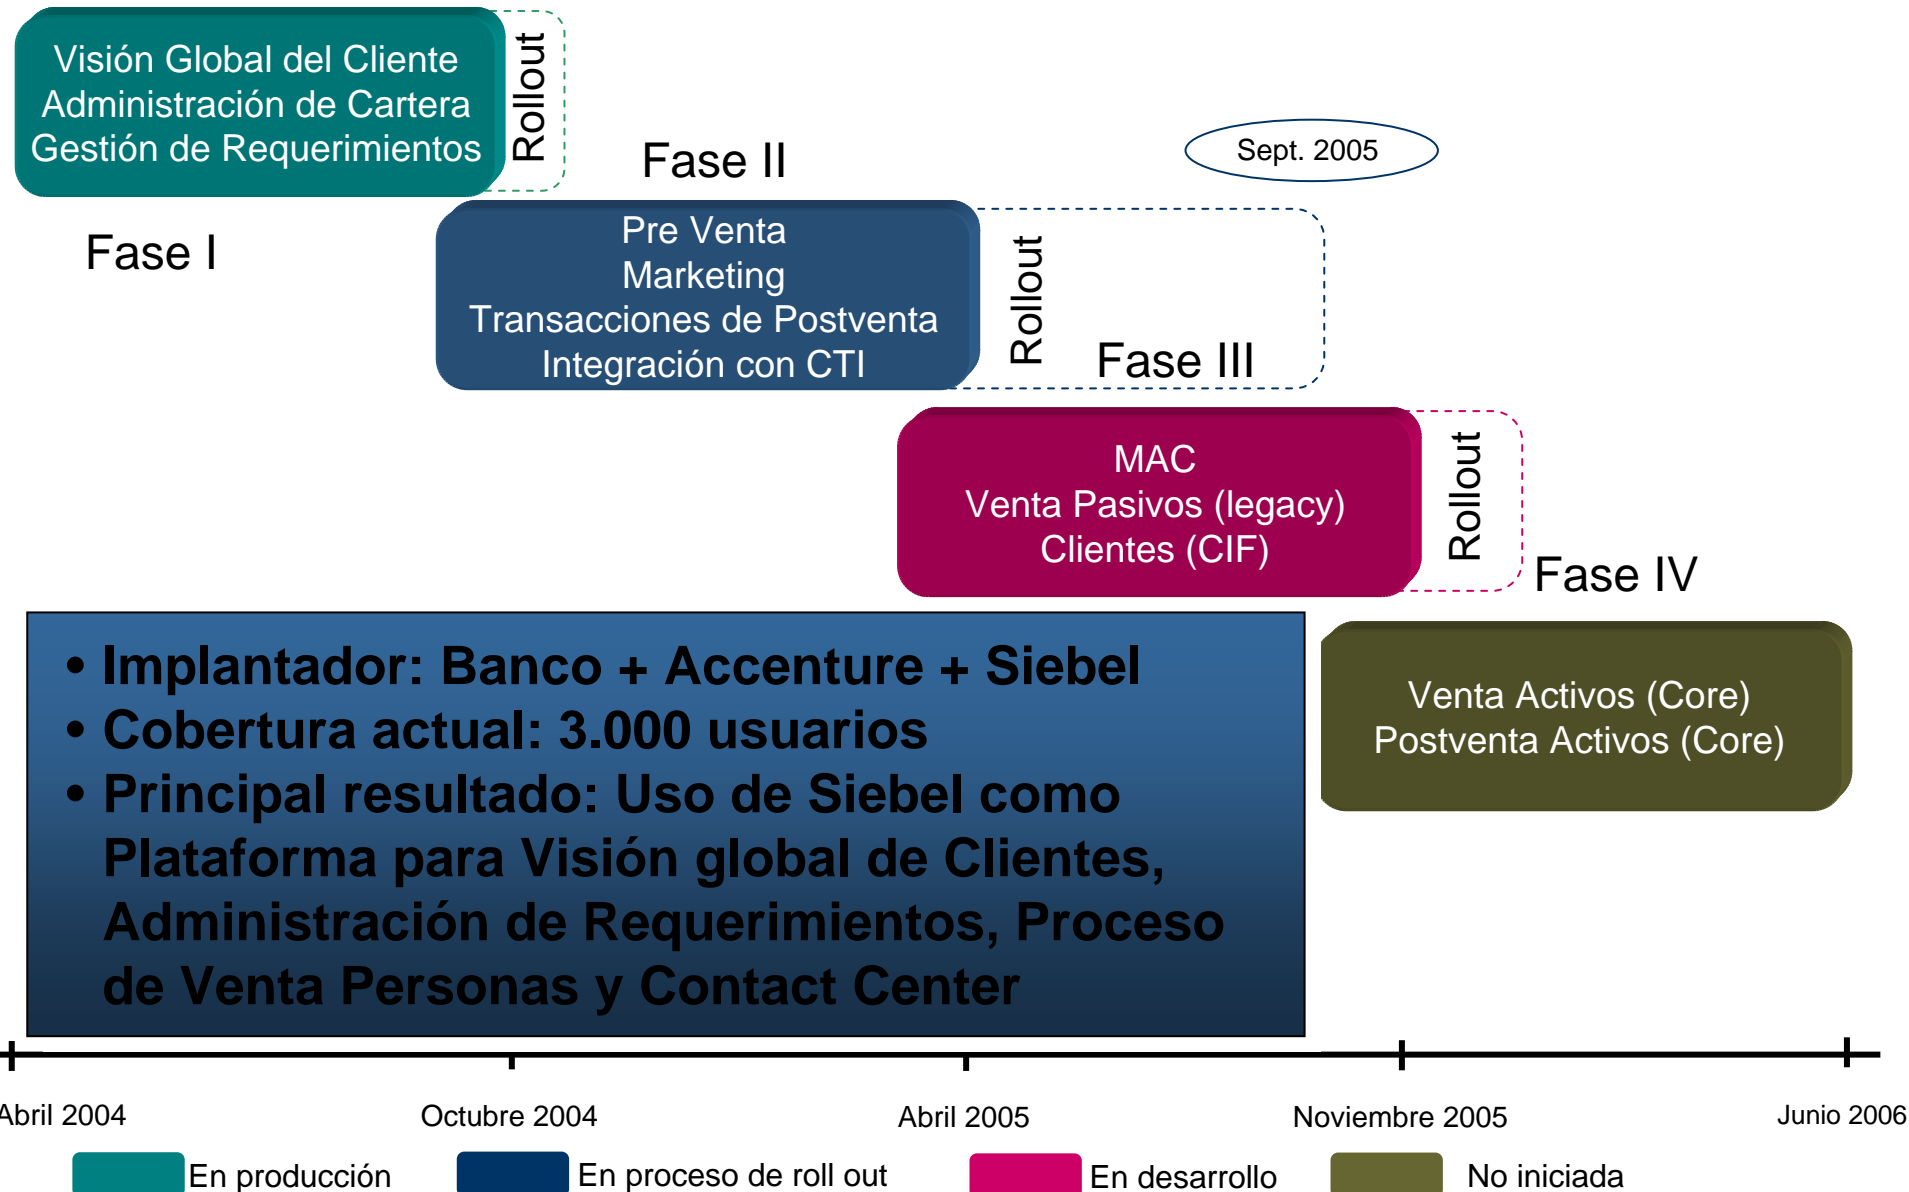 Visión Global del Cliente
Administración de Cartera
Gestión de Requerimientos
Rollout
Fase I
Fase II
Sept. 2005
Pre Venta
Marketing
Transacciones de Postventa
Integración con CTI
Rollout
Fase III
MAC
Venta Pasivos (legacy)
Clientes (CIF)
Rollout
Fase IV
Venta Activos (Core)
Postventa Activos (Core)
• Implantador: Banco + Accenture + Siebel
• Cobertura actual: 3.000 usuarios
• Principal resultado: Uso de Siebel como
Plataforma para Visión global de Clientes,
Administración de Requerimientos, Proceso
de Venta Personas y Contact Center
Abril 2004
Octubre 2004
Abril 2005
Noviembre 2005
Junio 2006
En producción
En proceso de roll out
En desarrollo
No iniciada